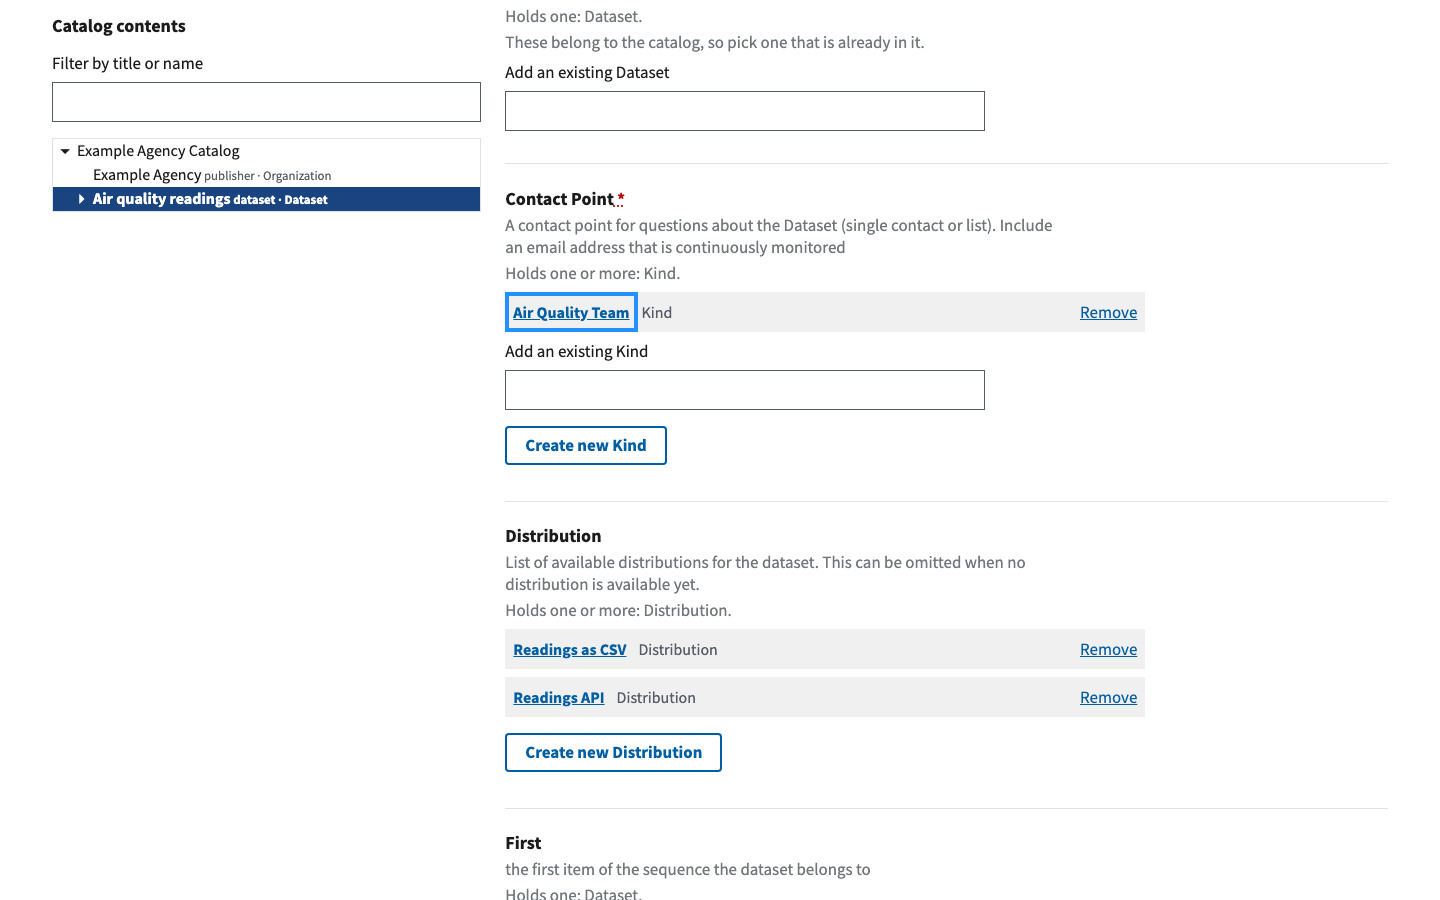 Catalog contents
Filter by title or name
Example Agency Catalog
Example Agency publisher · Organization
Air quality readings dataset · Dataset
Holds one: Dataset.
These belong to the catalog, so pick one that is already in it.
Add an existing Dataset
Contact Point *
A contact point for questions about the Dataset (single contact or list). Include
an email address that is continuously monitored
Holds one or more: Kind.
Air Quality Team Kind Remove
Add an existing Kind
Create new Kind
Distribution
List of available distributions for the dataset. This can be omitted when no
distribution is available yet.
Holds one or more: Distribution.
Readings as CSV Distribution Remove
Readings API Distribution Remove
Create new Distribution
First
the first item of the sequence the dataset belongs to
Holds one: Dataset.